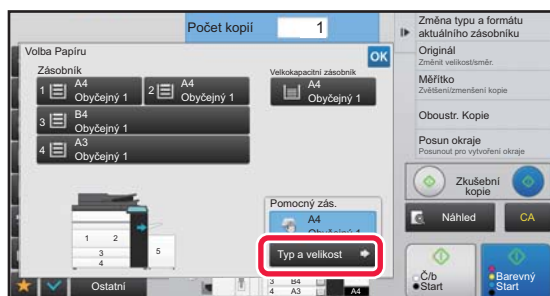 Počet kopií
1
Volba Papíru
OK
Zásobník
Velkokapacitní zásobník
1
A4
Obyčejný 1
2
A4
Obyčejný 1
A4
Obyčejný 1
3
B4
Obyčejný 1
4
A3
Obyčejný 1
1
2
3
4
5
Pomocný zás.
A4
Obyčejný 1
Typ a velikost
Ostatní
3 B4
4 A3
A4
Změna typu a formátu
aktuálního zásobníku
Originál
Změnit velikost/směr.
Měřítko
Zvětšení/zmenšení kopie
Oboustr. Kopie
Posun okraje
Posunout pro vytvoření okraje
Zkušební
kopie
Náhled
CA
Č/b
Start
Barevný
Start